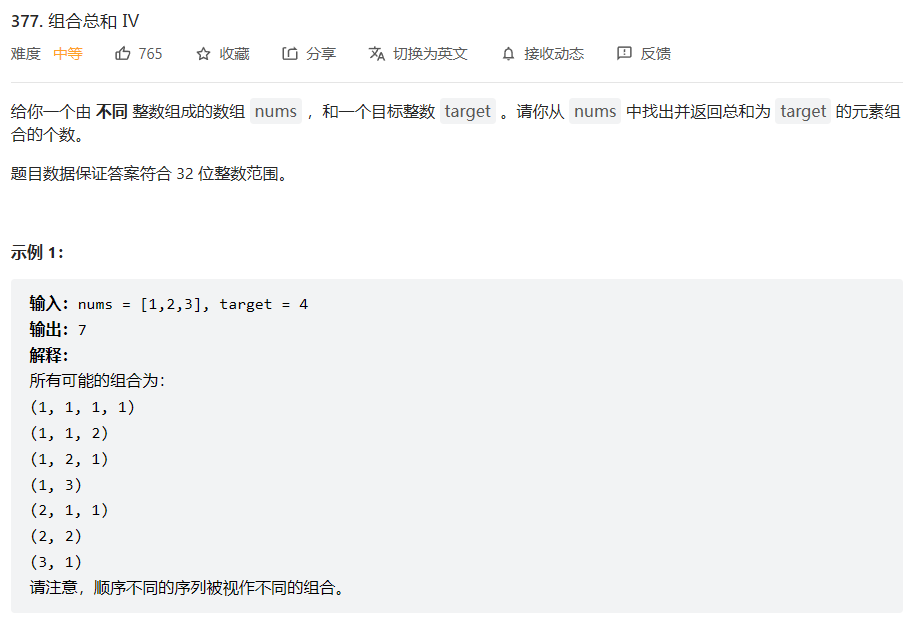 377. 组合总和 IV
难度 中等 765 收藏 分享 切换为英文 接收动态 反馈
给你一个由 不同 整数组成的数组 nums ，和一个目标整数 target 。请你从 nums 中找出并返回总和为 target 的元素组
合的个数。
题目数据保证答案符合 32 位整数范围。
示例 1：
输入：nums = [1,2,3], target = 4
输出：7
解释：
所有可能的组合为：
(1, 1, 1, 1)
(1, 1, 2)
(1, 2, 1)
(1, 3)
(2, 1, 1)
(2, 2)
(3, 1)
请注意，顺序不同的序列被视作不同的组合。